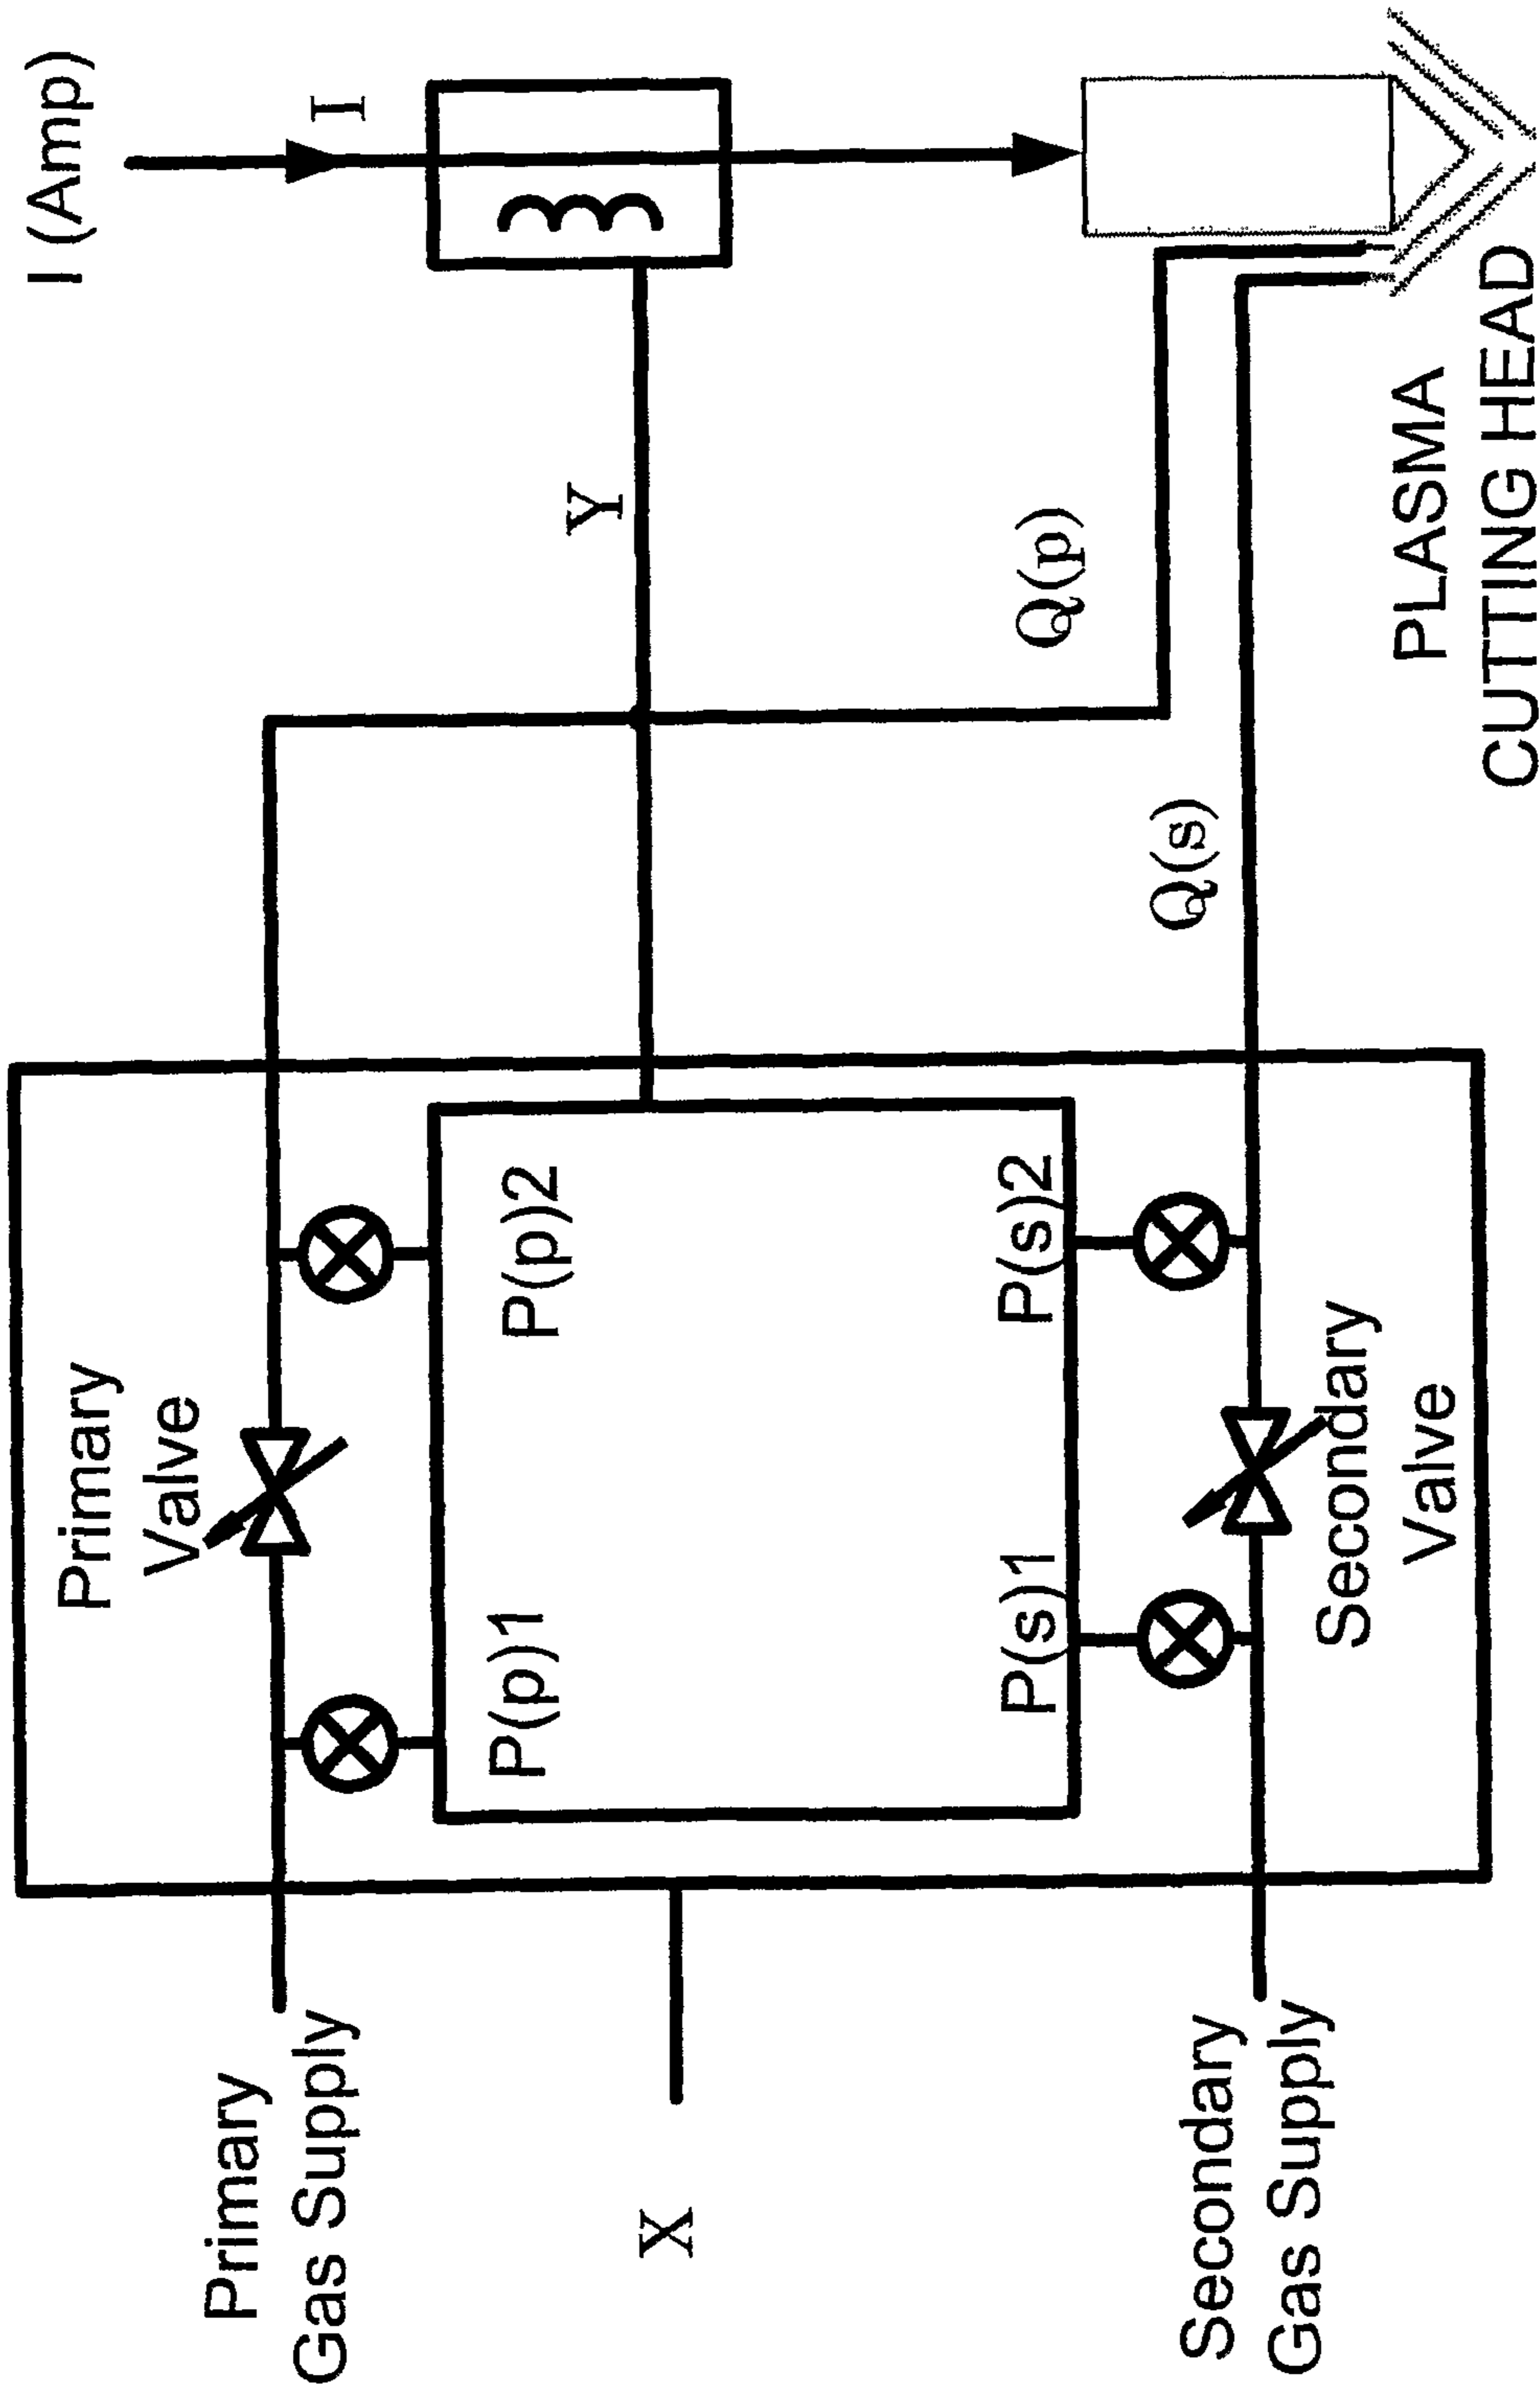 I (Amp)
I
Primary
Valve
Primary
Gas Supply
P(p)1
P(p)2
Y
X
P(s)1
P(s)2
Q(p)
Q(s)
Secondary
Gas Supply
Secondary
Valve
PLASMA
CUTTING HEAD